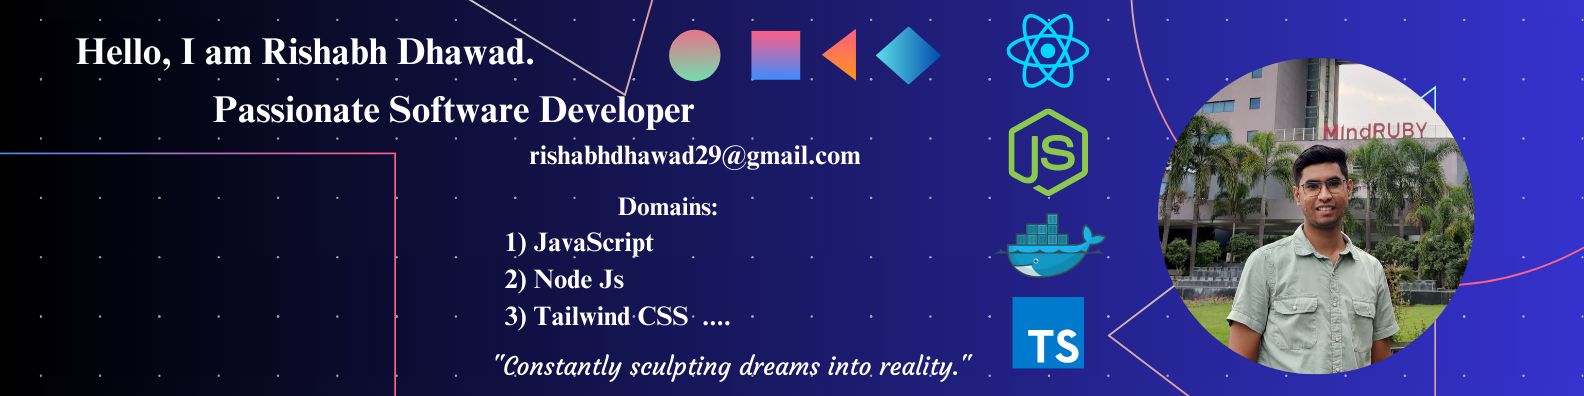 Hello, I am Rishabh Dhawad.
Passionate Software Developer
rishabhdhawad29@gmail.com
Domains:
1) JavaScript
2) Node Js
3) Tailwind CSS ....
"Constantly sculpting dreams into reality."
JS
TS
MindRUBY